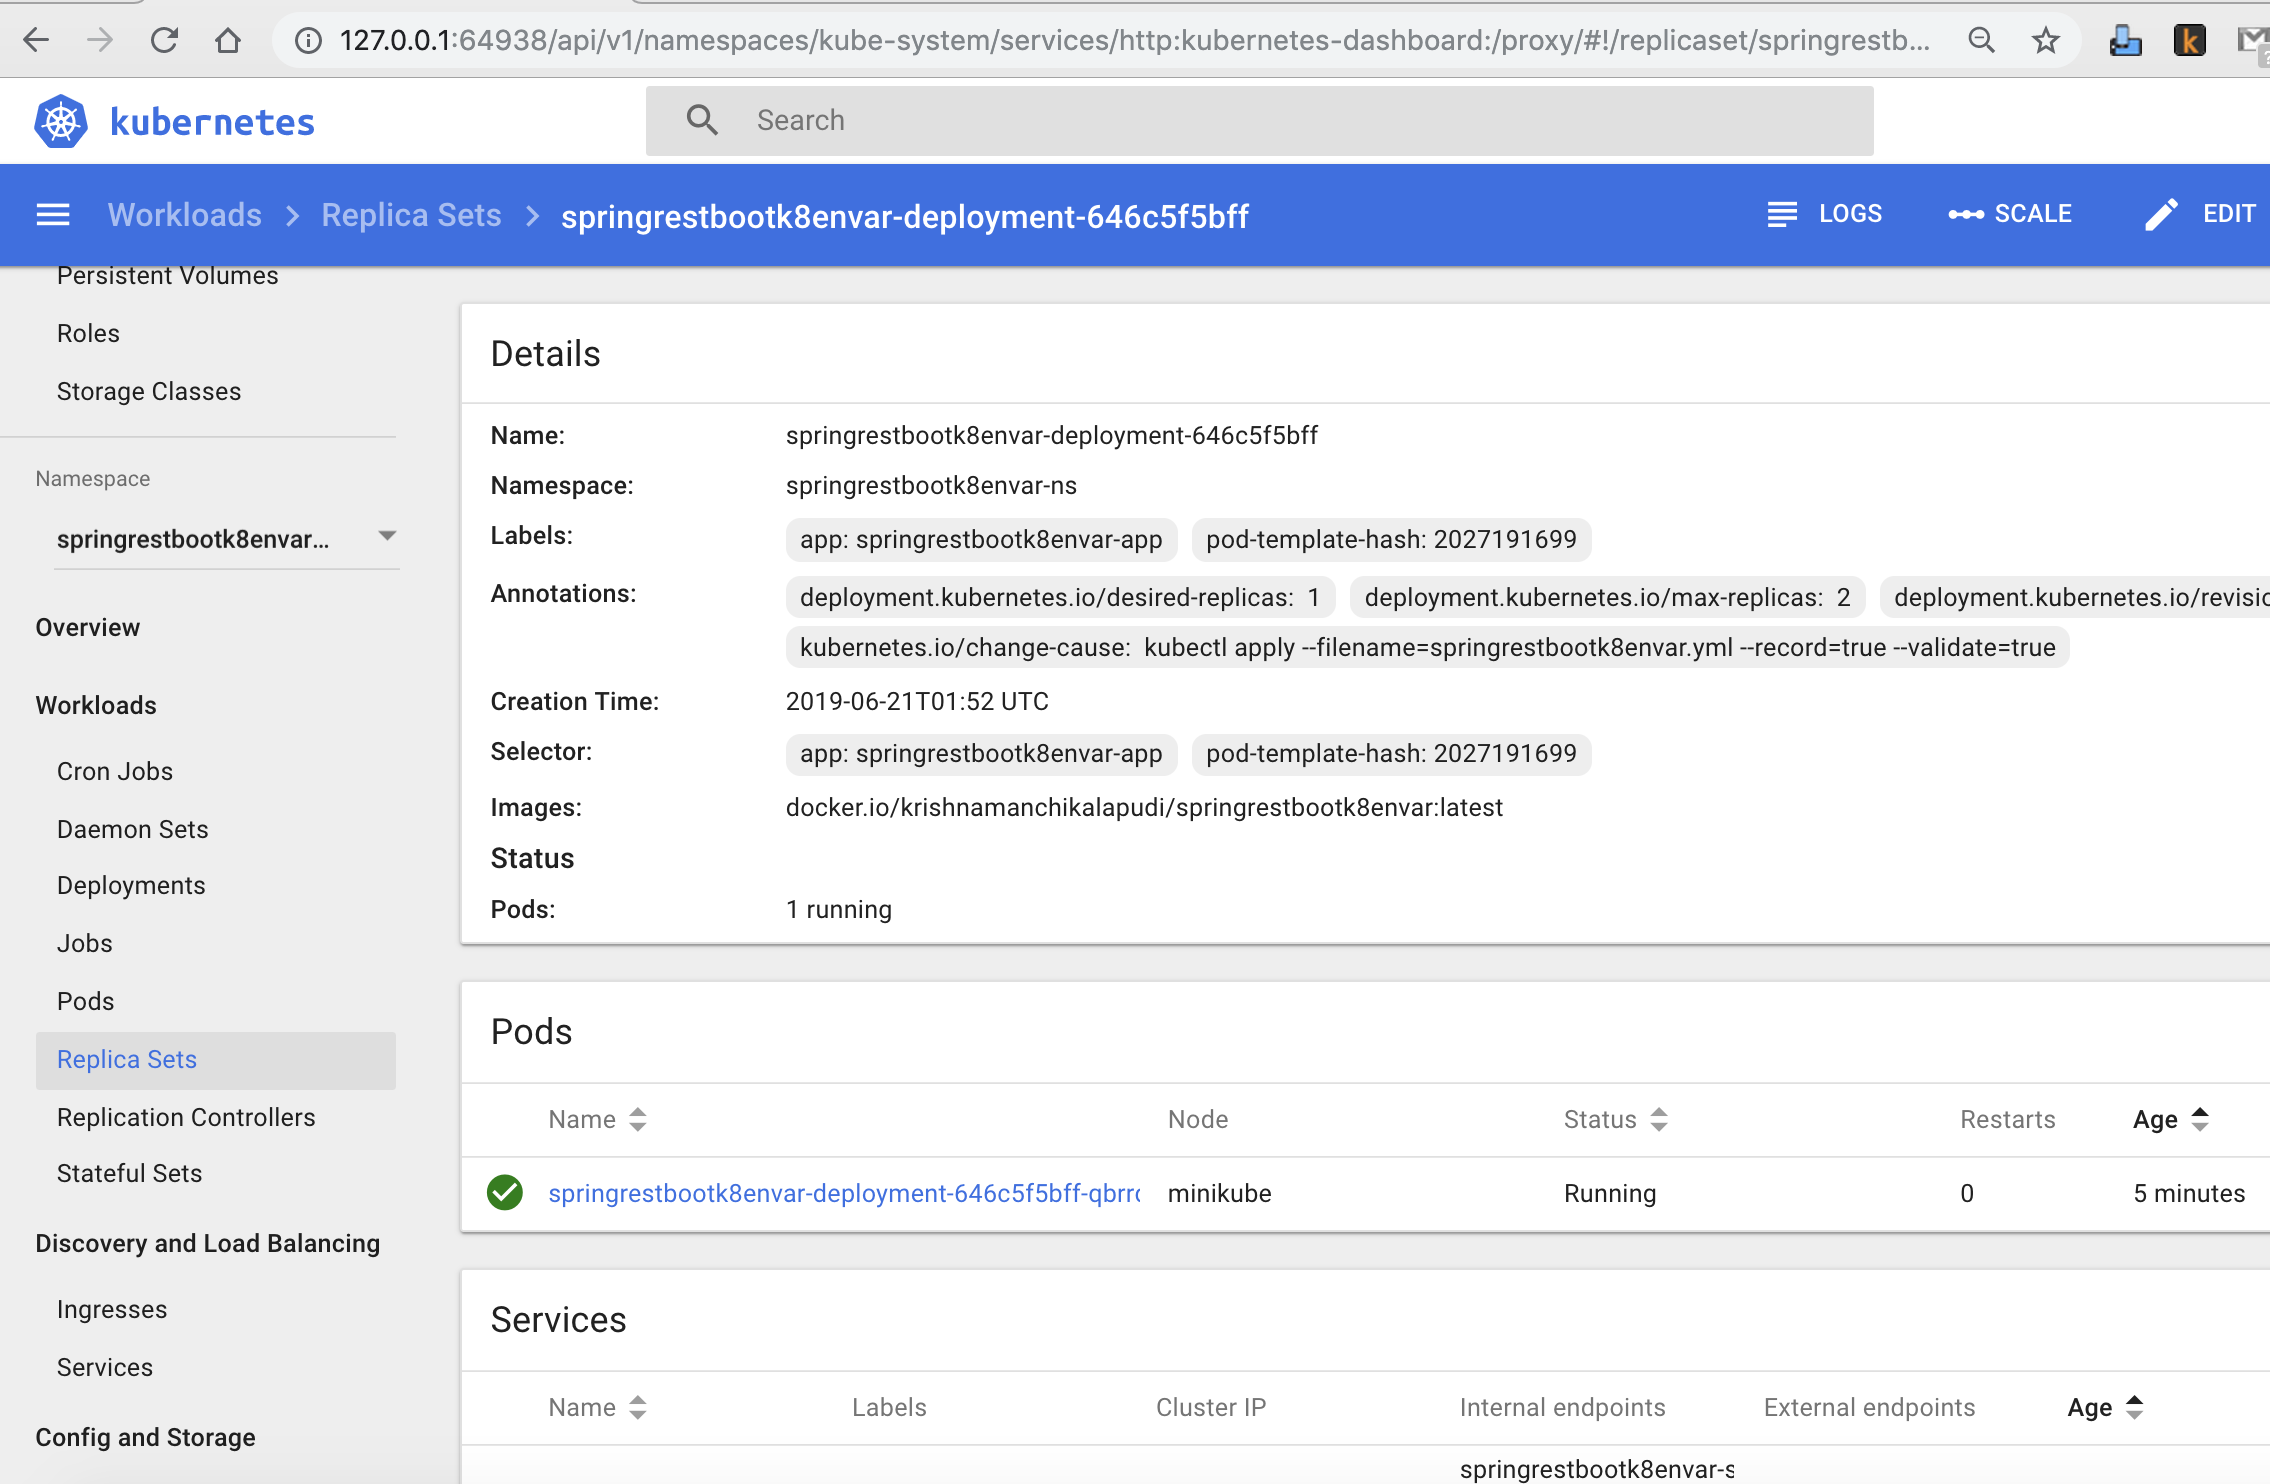 127.0.0.1:64938/api/v1/namespaces/kube-system/services/http:kubernetes-dashboard:/proxy/#!/replicaset/springrestb...
kubernetes
Search
Workloads > Replica Sets > springrestbootk8envar-deployment-646c5f5bff
LOGS
SCALE
EDIT
Persistent Volumes
Roles
Storage Classes
Namespace
springrestbootk8envar...
Overview
Workloads
Cron Jobs
Daemon Sets
Deployments
Jobs
Pods
Replica Sets
Replication Controllers
Stateful Sets
Discovery and Load Balancing
Ingresses
Services
Config and Storage
Details
Name: springrestbootk8envar-deployment-646c5f5bff
Namespace: springrestbootk8envar-ns
Labels: app: springrestbootk8envar-app pod-template-hash: 2027191699
Annotations: deployment.kubernetes.io/desired-replicas: 1 deployment.kubernetes.io/max-replicas: 2 deployment.kubernetes.io/revisio
kubernetes.io/change-cause: kubectl apply --filename=springrestbootk8envar.yml --record=true --validate=true
Creation Time: 2019-06-21T01:52 UTC
Selector: app: springrestbootk8envar-app pod-template-hash: 2027191699
Images: docker.io/krishnamanchikalapudi/springrestbootk8envar:latest
Status
Pods: 1 running
Pods
Name Node Status Restarts Age
springrestbootk8envar-deployment-646c5f5bff-qbrr minikube Running 0 5 minutes
Services
Name Labels Cluster IP Internal endpoints External endpoints Age
springrestbootk8envar-s